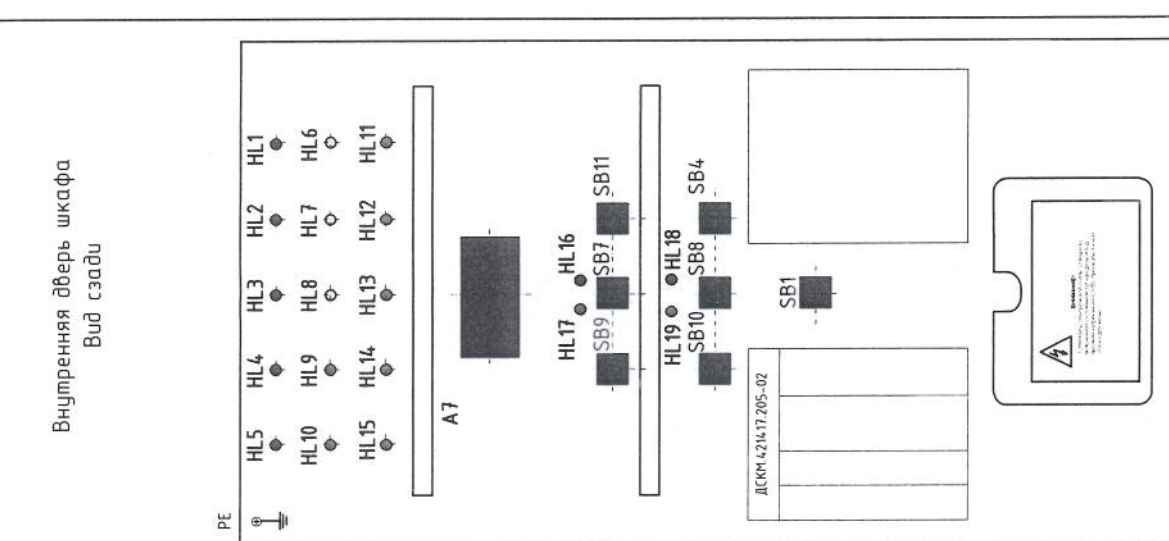 Внутренняя дверь шкафа
Вид сзади
PE
HL1
HL2
HL3
HL4
HL5
HL6
HL7
HL8
HL9
HL10
HL11
HL12
HL13
HL14
HL15
A7
HL16
HL17
SB11
SB7
SB9
HL18
HL19
SB4
SB8
SB10
SB1
ДСКМ.421417.205-02
Внимание!